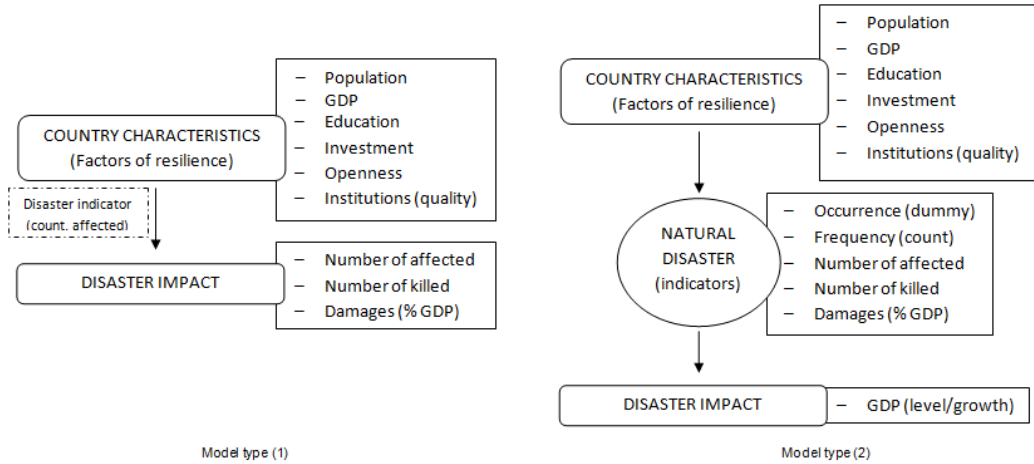 COUNTRY CHARACTERISTICS
(Factors of resilience)
– Population
– GDP
– Education
– Investment
– Openness
– Institutions (quality)
Disaster indicator
(count, affected)
DISASTER IMPACT
– Number of affected
– Number of killed
– Damages (% GDP)
Model type (1)
COUNTRY CHARACTERISTICS
(Factors of resilience)
– Population
– GDP
– Education
– Investment
– Openness
– Institutions (quality)
NATURAL
DISASTER
(indicators)
– Occurrence (dummy)
– Frequency (count)
– Number of affected
– Number of killed
– Damages (% GDP)
DISASTER IMPACT
– GDP (level/growth)
Model type (2)